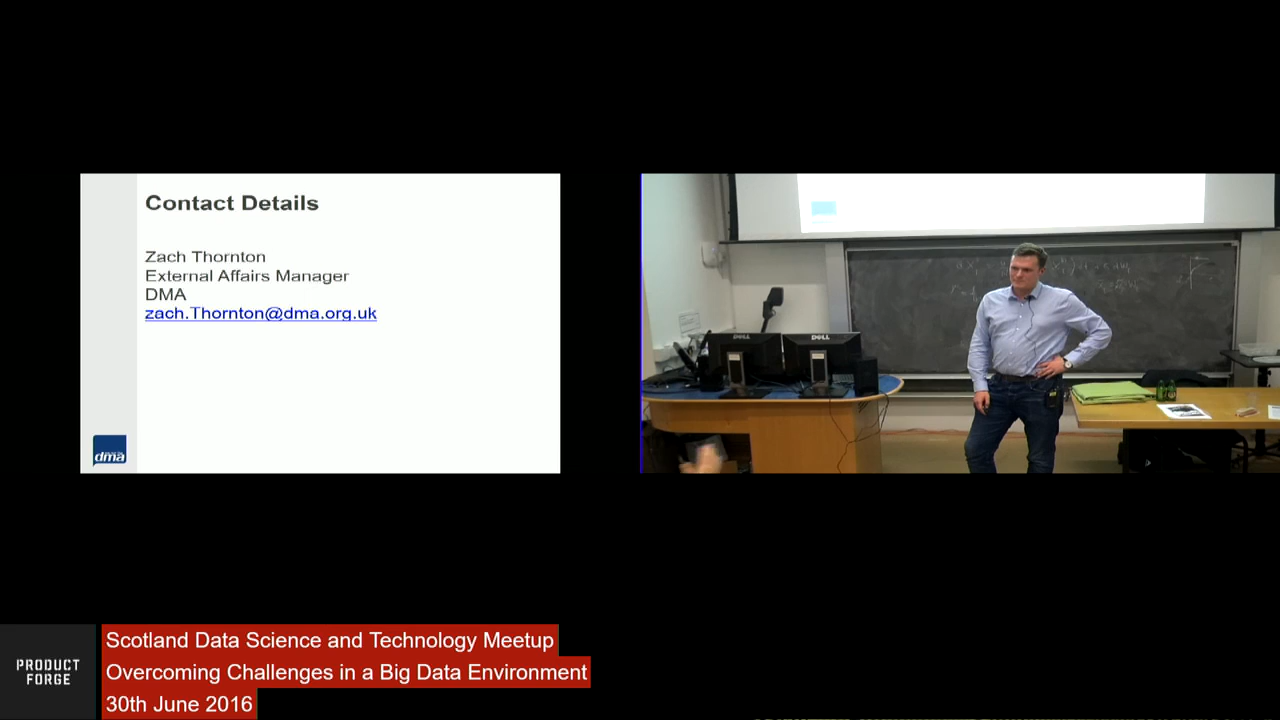 Contact Details
Zach Thornton
External Affairs Manager
DMA
zach.Thornton@dma.org.uk
dma
DELL
DELL
PRODUCT
FORGE
Scotland Data Science and Technology Meetup
Overcoming Challenges in a Big Data Environment
30th June 2016